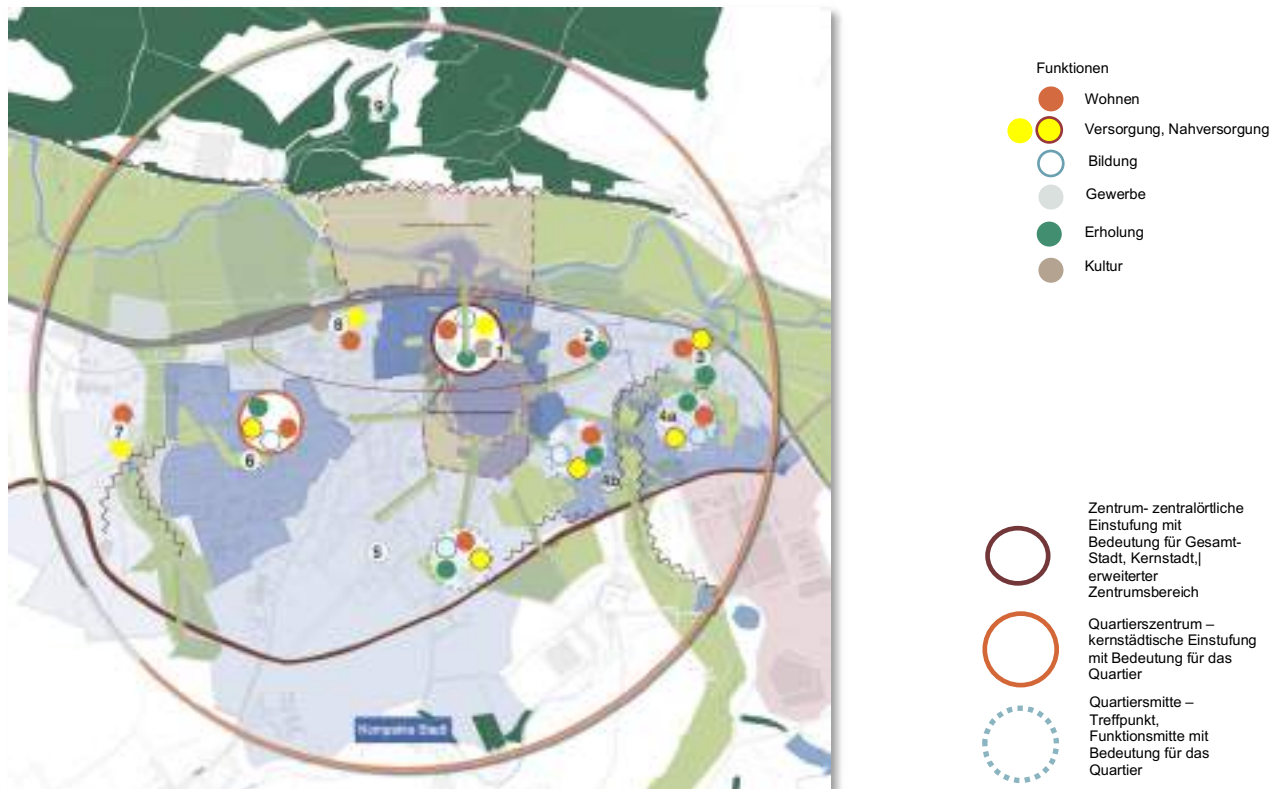 Funktionen
Wohnen
Versorgung, Nahversorgung
Bildung
Gewerbe
Erholung
Kultur
9
8
1
2
3
4a
7
6
4b
5
Kompakte Stadt
Zentrum- zentralörtliche
Einstufung mit
Bedeutung für Gesamt-
Stadt, Kernstadt,|
erweiterter
Zentrumsbereich
Quartierszentrum –
kernstädtische Einstufung
mit Bedeutung für das
Quartier
Quartiersmitte –
Treffpunkt,
Funktionsmitte mit
Bedeutung für das
Quartier